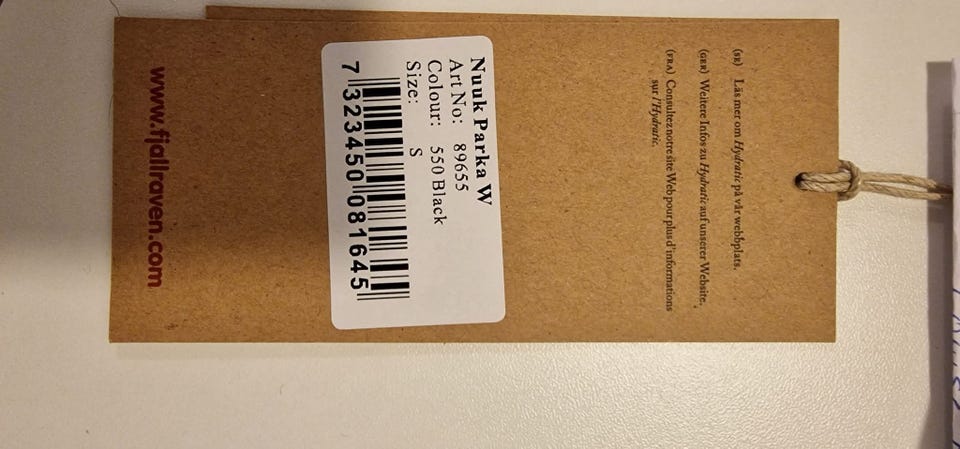 (SE) Läs mer om Hydratic på vår webbplats.
(GER) Weitere Infos zu Hydratic auf unserer Website.
(FRA) Consultez notre site Web pour plus d'informations
sur l'Hydratic.
Nuuk Parka W
Art No: 89655
Colour: 550 Black
Size: S
7 323450 081645
www.fjallraven.com